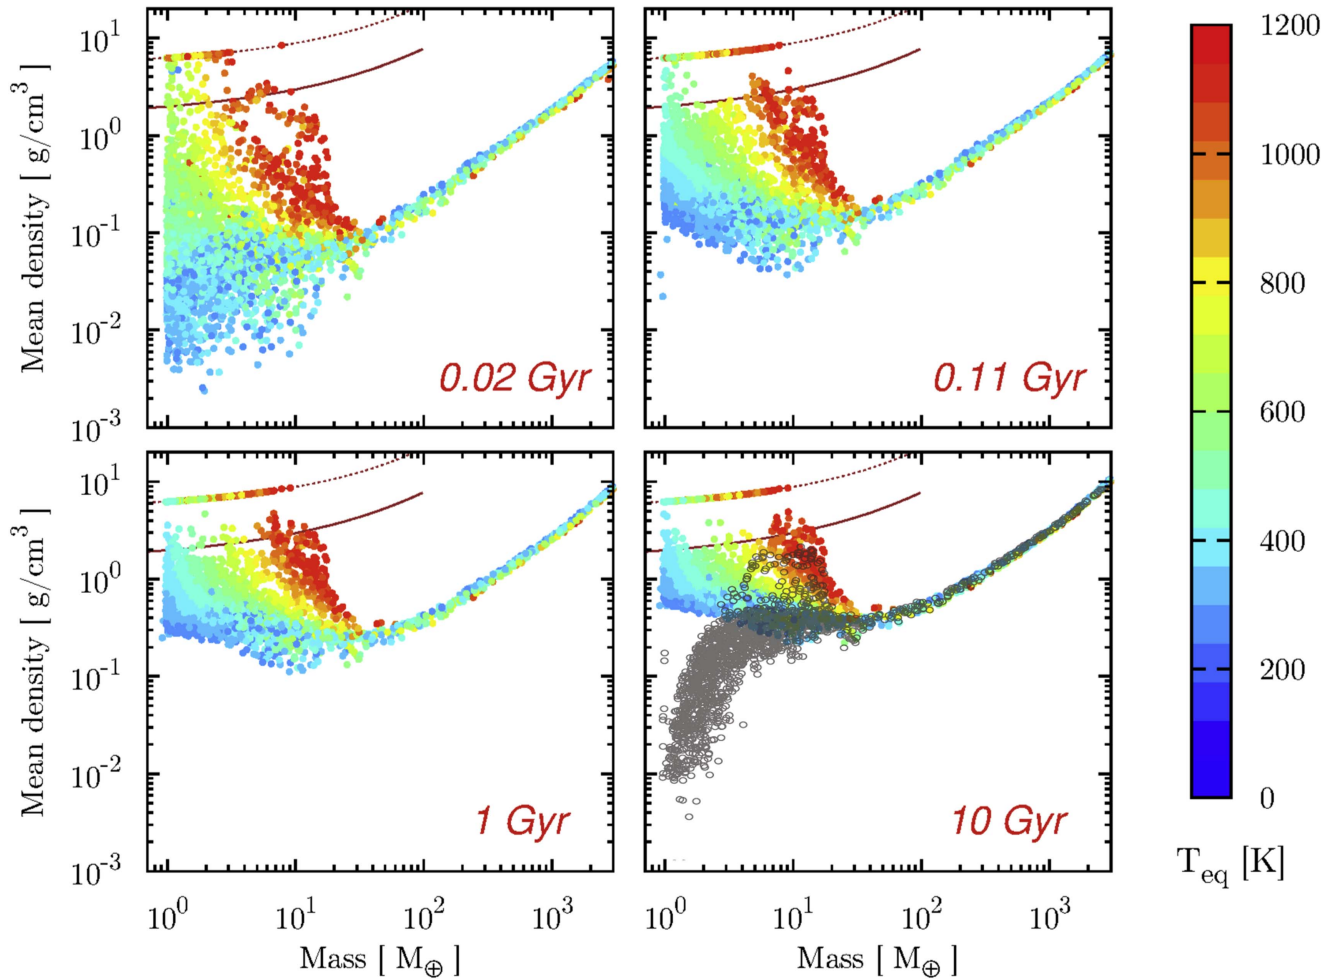 10¹
10⁰
10⁻¹
10⁻²
10⁻³
Mean density [ g/cm³ ]
0.02 Gyr
0.11 Gyr
10¹
10⁰
10⁻¹
10⁻²
10⁻³
Mean density [ g/cm³ ]
1 Gyr
10 Gyr
10⁰ 10¹ 10² 10³
10⁰ 10¹ 10² 10³
Mass [ M⊕ ]
Mass [ M⊕ ]
1200
1000
800
600
400
200
0
T_eq [K]